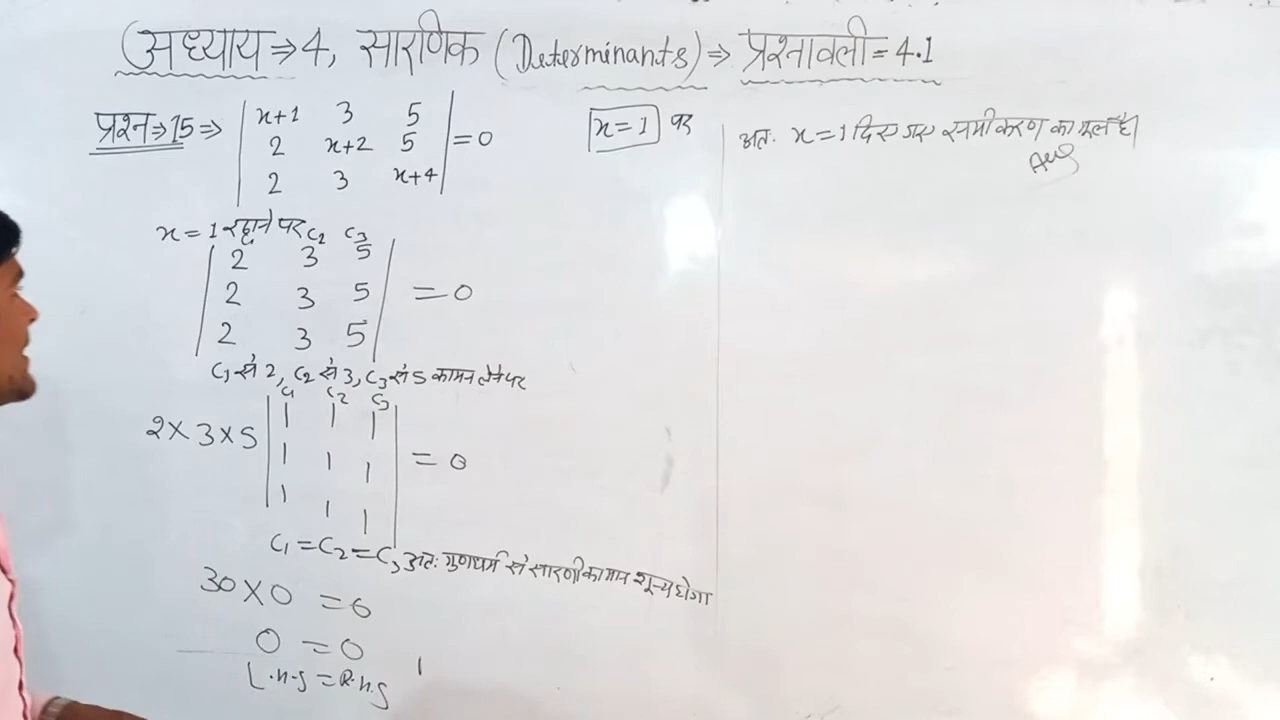 (अध्याय ⇒ 4, सारणिक (Determinants) ⇒ प्रश्नावली = 4.1
प्रश्न ⇒ 15 ⇒ | x+1 3 5 |
| 2 x+2 5 | = 0
| 2 3 x+4 |
x = 1 रखने पर C2 C3
| 2 3 5 |
| 2 3 5 | = 0
| 2 3 5 |
C1 से 2, C2 से 3, C3 से 5 कामन लेने पर
C1 C2 C3
2 × 3 × 5 | 1 1 1 |
| 1 1 1 | = 0
| 1 1 1 |
C1 = C2 = C3 अतः गुणधर्म से सारणी का मान शून्य होगा
30 × 0 = 0
0 = 0
L.H.S = R.H.S
x = 1 पर
अतः x = 1 दिए गए समीकरण का मूल है।
Ans